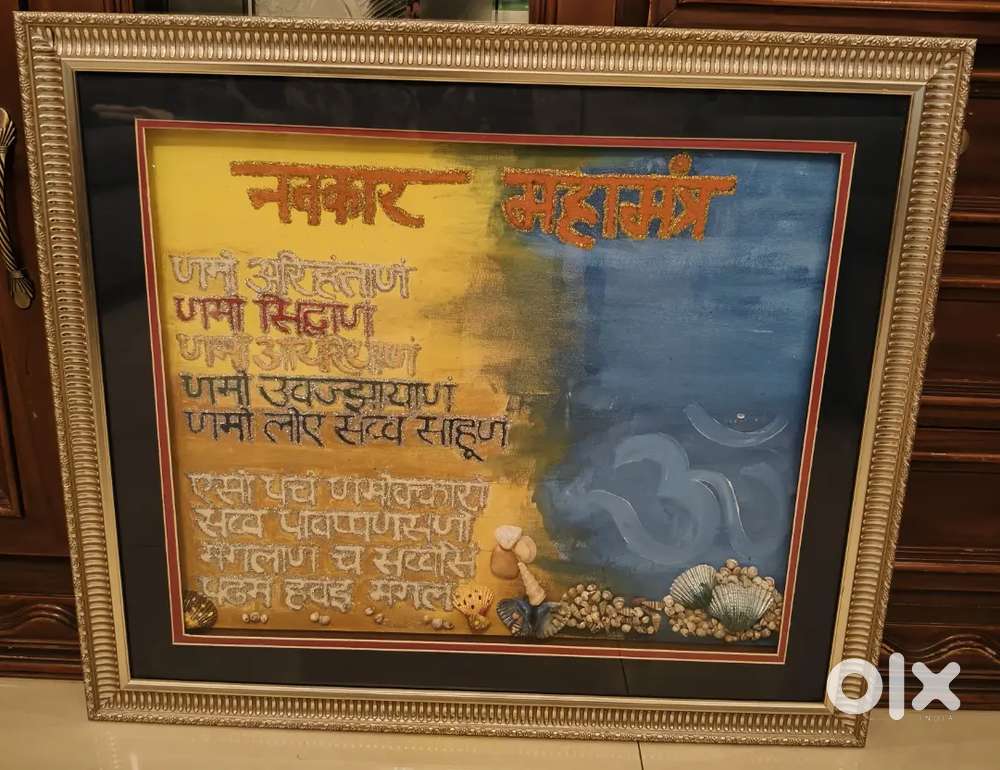 नवकार महामंत्र
णमो अरिहंताणं
णमो सिद्धाणं
णमो आयरियाणं
णमो उवज्झायाणं
णमो लोए सव्व साहूणं
एसो पंच णमोक्कारो
सव्व पावप्पणासणो
मंगलाणं च सव्वेसिं
पढमं हवइ मंगलं
olx
INDIA